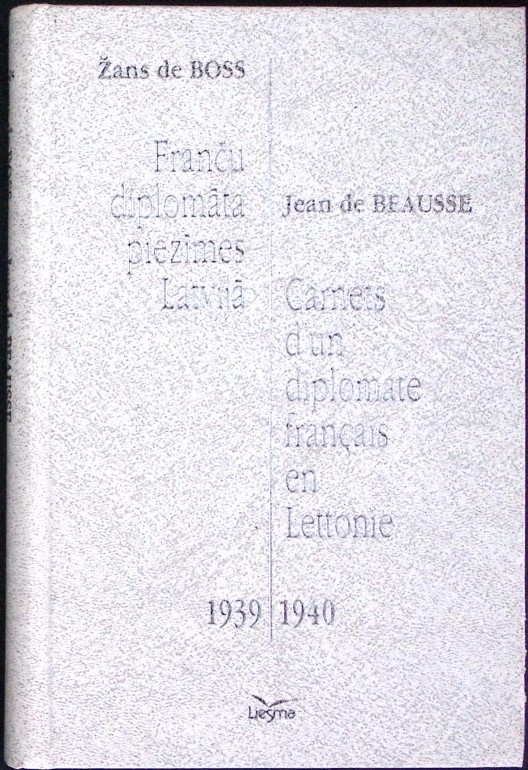 Žans de BOSS
Franču
diplomāta
piezīmes
Latvijā
Jean de BEAUSSE
Carnets
d'un
diplomate
français
en
Lettonie
1939 1940
Liesma